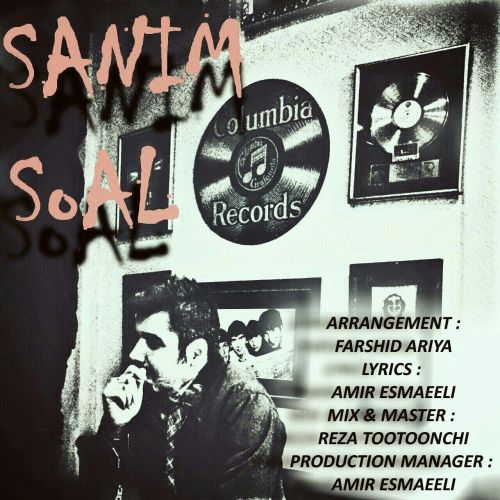 SANIM
SoAL
Columbia
Records
ARRANGEMENT :
FARSHID ARIYA
LYRICS :
AMIR ESMAEELI
MIX & MASTER :
REZA TOOTOONCHI
PRODUCTION MANAGER :
AMIR ESMAEELI